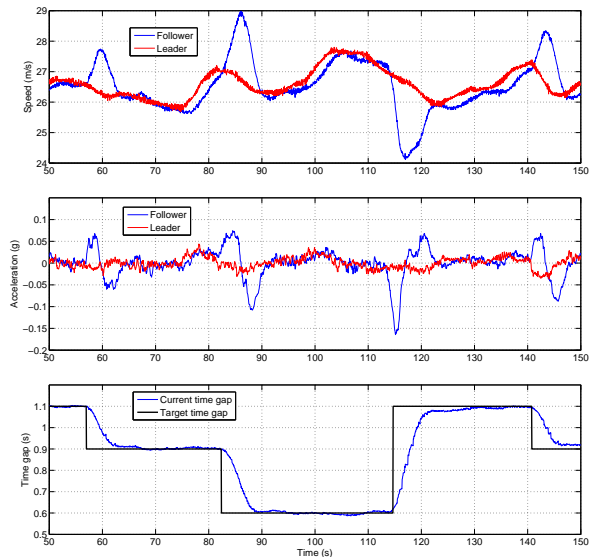 29
28
27
26
25
24
Speed (m/s)
Follower
Leader
50 60 70 80 90 100 110 120 130 140 150
0.1
0.05
0
−0.05
−0.1
−0.15
−0.2
Acceleration (g)
Follower
Leader
50 60 70 80 90 100 110 120 130 140 150
1.1
0.9
0.8
0.6
0.5
Time gap (s)
Current time gap
Target time gap
50 60 70 80 90 100 110 120 130 140 150
Time (s)